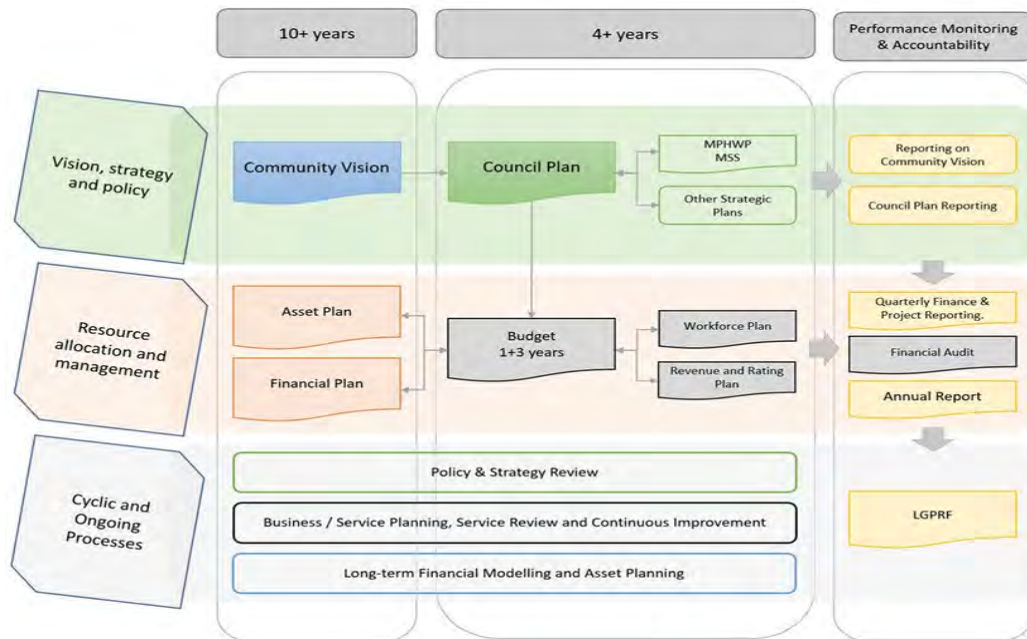 10+ years
4+ years
Performance Monitoring
& Accountability
Vision, strategy
and policy
Community Vision
Council Plan
MPHWP
MSS
Other Strategic
Plans
Reporting on
Community Vision
Council Plan Reporting
Resource
allocation and
management
Asset Plan
Financial Plan
Budget
1+3 years
Workforce Plan
Revenue and Rating
Plan
Quarterly Finance &
Project Reporting.
Financial Audit
Annual Report
Cyclic and
Ongoing
Processes
Policy & Strategy Review
Business / Service Planning, Service Review and Continuous Improvement
Long-term Financial Modelling and Asset Planning
LGPRF